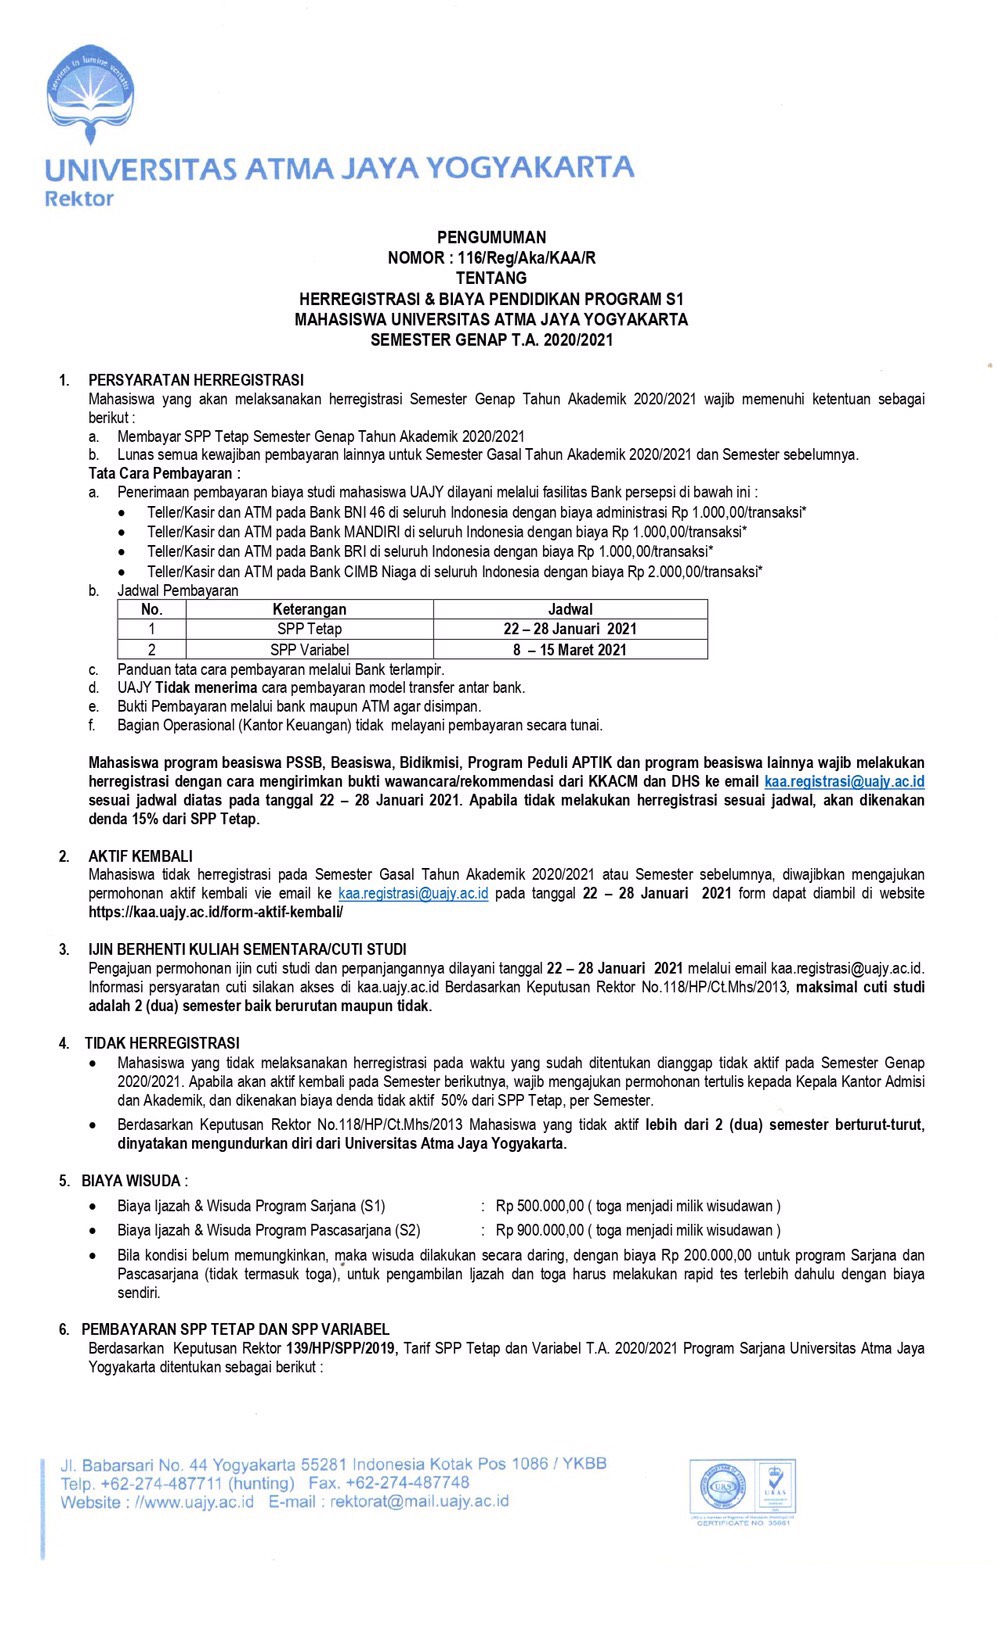 serviens in lumine veritatis
UNIVERSITAS ATMA JAYA YOGYAKARTA
Rektor
PENGUMUMAN
NOMOR : 116/Reg/Aka/KAA/R
TENTANG
HERREGISTRASI & BIAYA PENDIDIKAN PROGRAM S1
MAHASISWA UNIVERSITAS ATMA JAYA YOGYAKARTA
SEMESTER GENAP T.A. 2020/2021
1. PERSYARATAN HERREGISTRASI
Mahasiswa yang akan melaksanakan herregistrasi Semester Genap Tahun Akademik 2020/2021 wajib memenuhi ketentuan sebagai
berikut :
a. Membayar SPP Tetap Semester Genap Tahun Akademik 2020/2021
b. Lunas semua kewajiban pembayaran lainnya untuk Semester Gasal Tahun Akademik 2020/2021 dan Semester sebelumnya.
Tata Cara Pembayaran :
a. Penerimaan pembayaran biaya studi mahasiswa UAJY dilayani melalui fasilitas Bank persepsi di bawah ini :
• Teller/Kasir dan ATM pada Bank BNI 46 di seluruh Indonesia dengan biaya administrasi Rp 1.000,00/transaksi*
• Teller/Kasir dan ATM pada Bank MANDIRI di seluruh Indonesia dengan biaya Rp 1.000,00/transaksi*
• Teller/Kasir dan ATM pada Bank BRI di seluruh Indonesia dengan biaya Rp 1.000,00/transaksi*
• Teller/Kasir dan ATM pada Bank CIMB Niaga di seluruh Indonesia dengan biaya Rp 2.000,00/transaksi*
b. Jadwal Pembayaran
No. Keterangan Jadwal
1 SPP Tetap 22 – 28 Januari 2021
2 SPP Variabel 8 – 15 Maret 2021
c. Panduan tata cara pembayaran melalui Bank terlampir.
d. UAJY Tidak menerima cara pembayaran model transfer antar bank.
e. Bukti Pembayaran melalui bank maupun ATM agar disimpan.
f. Bagian Operasional (Kantor Keuangan) tidak melayani pembayaran secara tunai.
Mahasiswa program beasiswa PSSB, Beasiswa, Bidikmisi, Program Peduli APTIK dan program beasiswa lainnya wajib melakukan
herregistrasi dengan cara mengirimkan bukti wawancara/rekommendasi dari KKACM dan DHS ke email kaa.registrasi@uajy.ac.id
sesuai jadwal diatas pada tanggal 22 – 28 Januari 2021. Apabila tidak melakukan herregistrasi sesuai jadwal, akan dikenakan
denda 15% dari SPP Tetap.
2. AKTIF KEMBALI
Mahasiswa tidak herregistrasi pada Semester Gasal Tahun Akademik 2020/2021 atau Semester sebelumnya, diwajibkan mengajukan
permohonan aktif kembali vie email ke kaa.registrasi@uajy.ac.id pada tanggal 22 – 28 Januari 2021 form dapat diambil di website
https://kaa.uajy.ac.id/form-aktif-kembali/
3. IJIN BERHENTI KULIAH SEMENTARA/CUTI STUDI
Pengajuan permohonan ijin cuti studi dan perpanjangannya dilayani tanggal 22 – 28 Januari 2021 melalui email kaa.registrasi@uajy.ac.id.
Informasi persyaratan cuti silakan akses di kaa.uajy.ac.id Berdasarkan Keputusan Rektor No.118/HP/Ct.Mhs/2013, maksimal cuti studi
adalah 2 (dua) semester baik berurutan maupun tidak.
4. TIDAK HERREGISTRASI
• Mahasiswa yang tidak melaksanakan herregistrasi pada waktu yang sudah ditentukan dianggap tidak aktif pada Semester Genap
2020/2021. Apabila akan aktif kembali pada Semester berikutnya, wajib mengajukan permohonan tertulis kepada Kepala Kantor Admisi
dan Akademik, dan dikenakan biaya denda tidak aktif 50% dari SPP Tetap, per Semester.
• Berdasarkan Keputusan Rektor No.118/HP/Ct.Mhs/2013 Mahasiswa yang tidak aktif lebih dari 2 (dua) semester berturut-turut,
dinyatakan mengundurkan diri dari Universitas Atma Jaya Yogyakarta.
5. BIAYA WISUDA :
• Biaya Ijazah & Wisuda Program Sarjana (S1) : Rp 500.000,00 ( toga menjadi milik wisudawan )
• Biaya Ijazah & Wisuda Program Pascasarjana (S2) : Rp 900.000,00 ( toga menjadi milik wisudawan )
• Bila kondisi belum memungkinkan, maka wisuda dilakukan secara daring, dengan biaya Rp 200.000,00 untuk program Sarjana dan
Pascasarjana (tidak termasuk toga), untuk pengambilan Ijazah dan toga harus melakukan rapid tes terlebih dahulu dengan biaya
sendiri.
6. PEMBAYARAN SPP TETAP DAN SPP VARIABEL
Berdasarkan Keputusan Rektor 139/HP/SPP/2019, Tarif SPP Tetap dan Variabel T.A. 2020/2021 Program Sarjana Universitas Atma Jaya
Yogyakarta ditentukan sebagai berikut :
Jl. Babarsari No. 44 Yogyakarta 55281 Indonesia Kotak Pos 1086 / YKBB
Telp. +62-274-487711 (hunting) Fax. +62-274-487748
Website : //www.uajy.ac.id E-mail : rektorat@mail.uajy.ac.id
URS
UKAS
CERTIFICATE NO. 35661